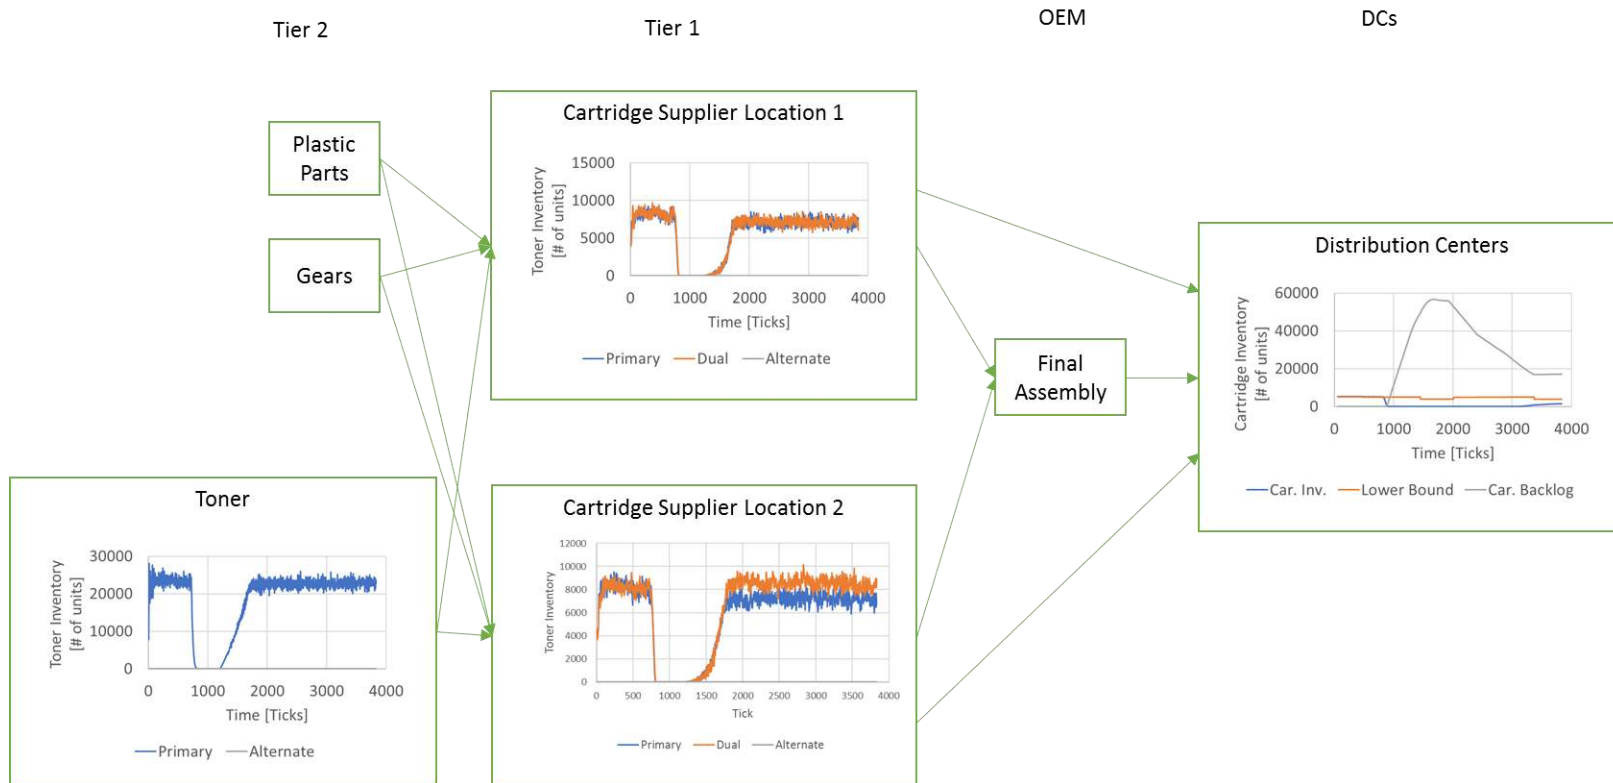 Tier 2
Tier 1
OEM
DCs
Plastic
Parts
Gears
Toner
Toner Inventory
[# of units]
30000
20000
10000
0
0 1000 2000 3000 4000
Time [Ticks]
Primary Alternate
Cartridge Supplier Location 1
Toner Inventory
[# of units]
15000
10000
5000
0
0 1000 2000 3000 4000
Time [Ticks]
Primary Dual Alternate
Cartridge Supplier Location 2
Toner Inventory
12000
10000
8000
6000
4000
2000
0
0 500 1000 1500 2000 2500 3000 3500 4000
Tick
Primary Dual Alternate
Final
Assembly
Distribution Centers
Cartridge Inventory
[# of units]
60000
40000
20000
0
0 1000 2000 3000 4000
Time [Ticks]
Car. Inv. Lower Bound Car. Backlog